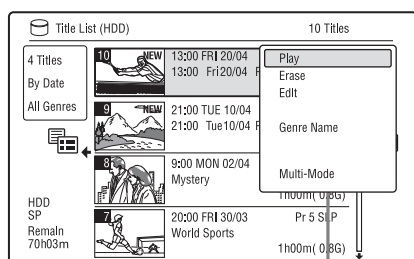 Title List (HDD) 10 Titles
4 Titles
By Date
All Genres
HDD
SP
Remain
70h03m
10 NEW 13:00 FRI 20/04
13:00 Fri20/04
9 NEW 21:00 TUE 10/04
21:00 Tue10/04
8 9:00 MON 02/04
Mystery
1h00m( 0.8G)
7 20:00 FRI 30/03 Pr 5 SLP
World Sports
1h00m( 0.8G)
Play
Erase
Edit
Genre Name
Multi-Mode